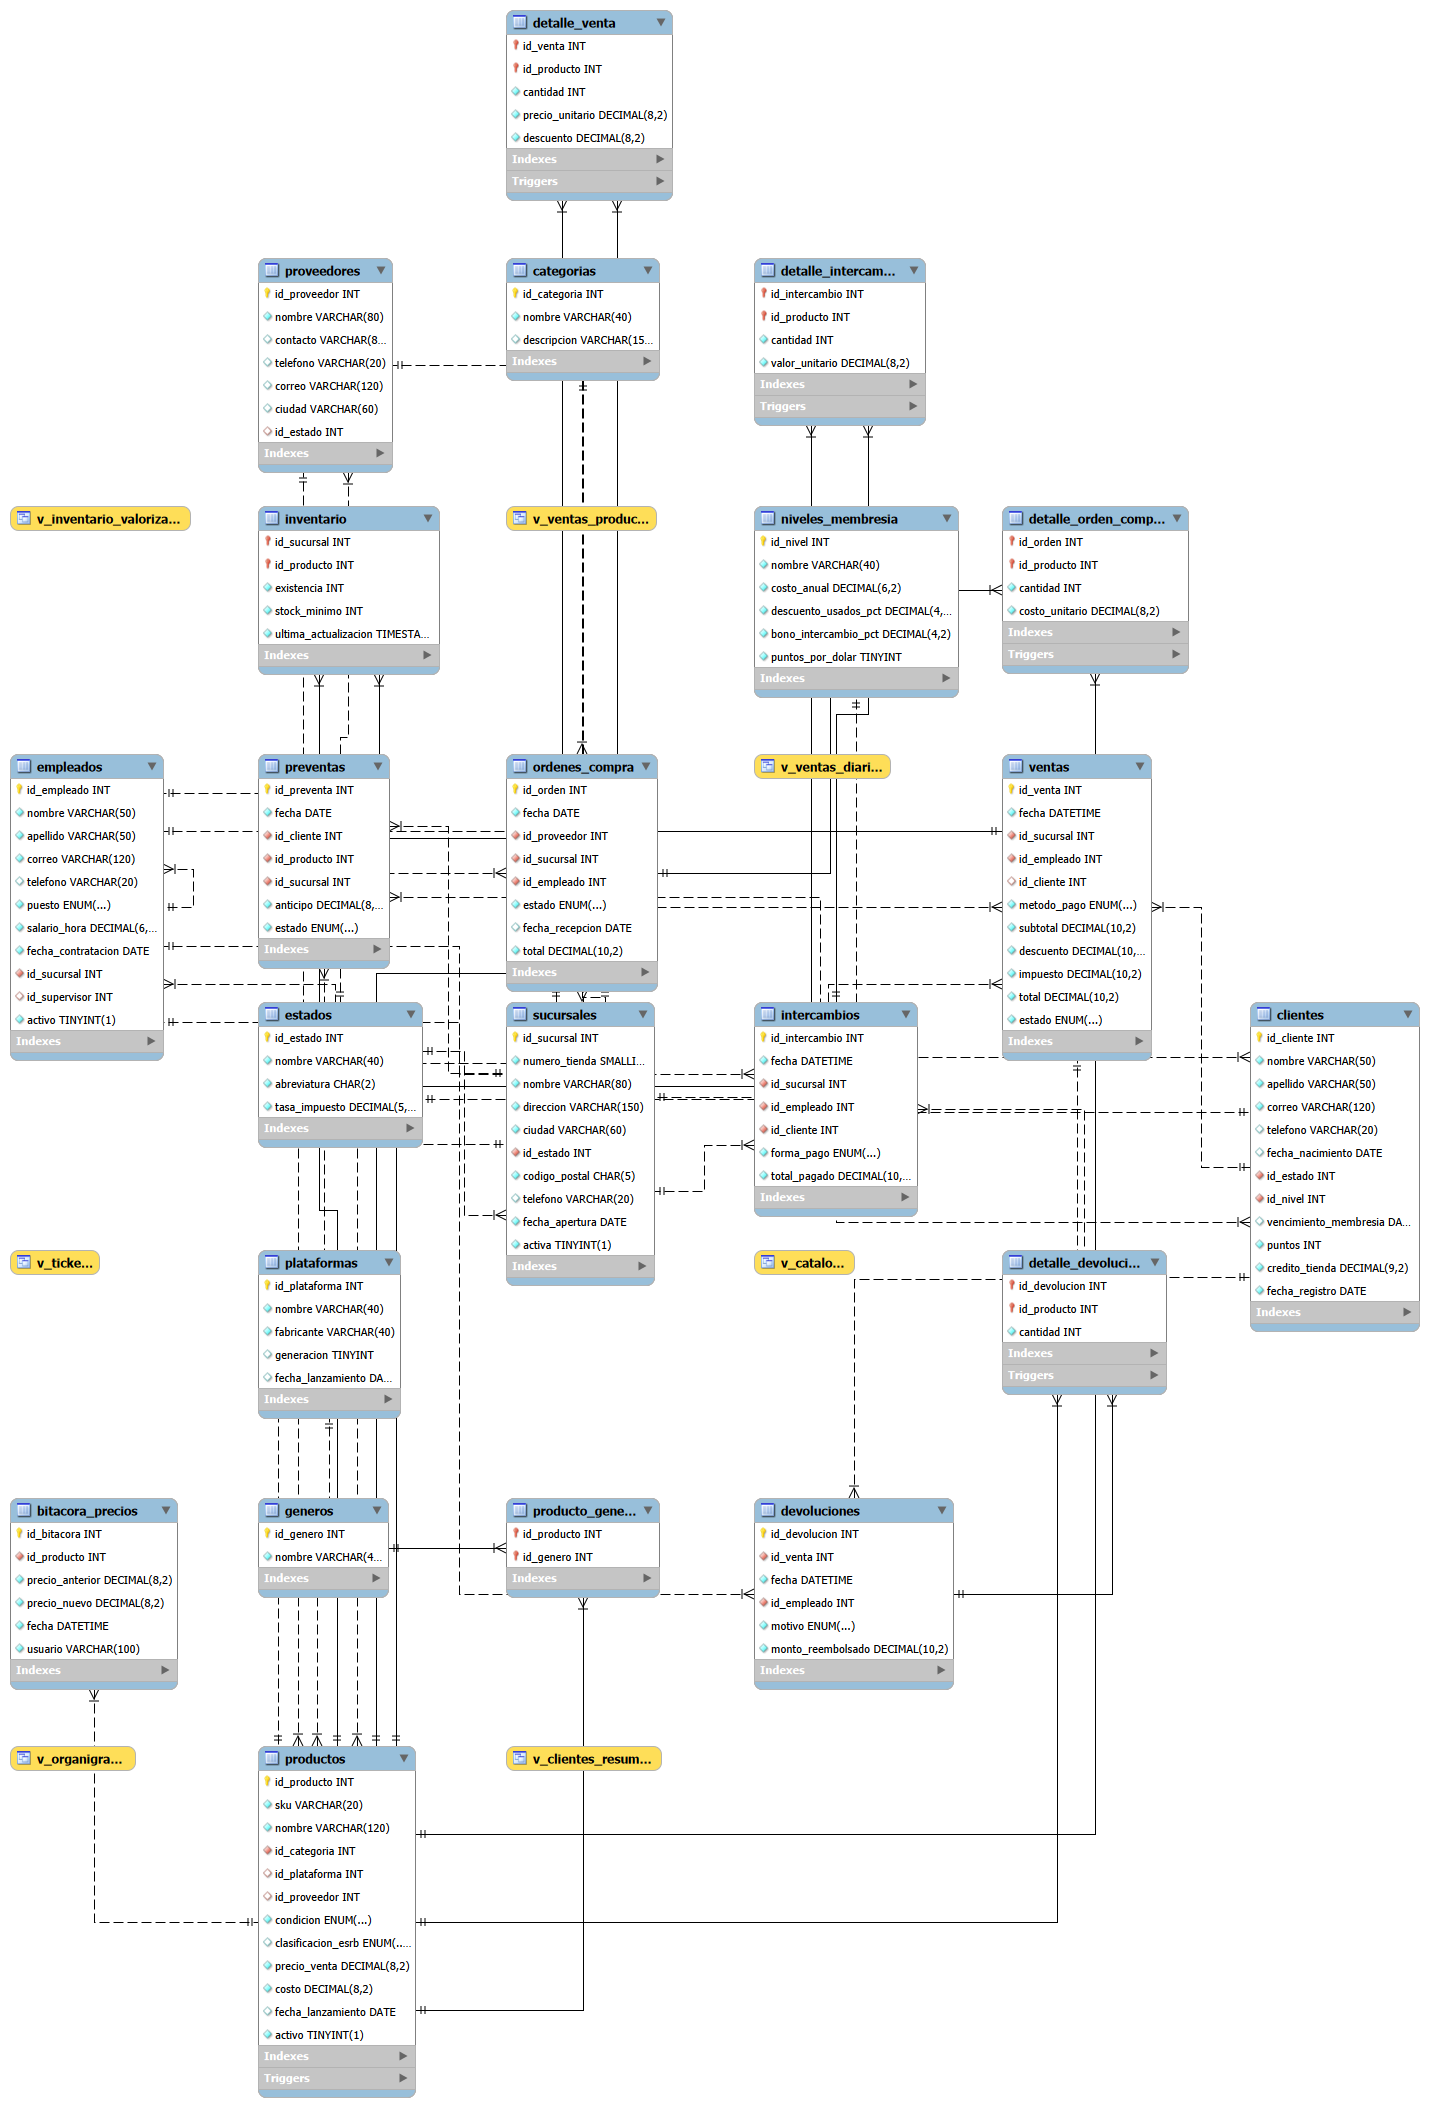 detalle_venta
id_venta INT
id_producto INT
cantidad INT
precio_unitario DECIMAL(8,2)
descuento DECIMAL(8,2)
Indexes
Triggers
proveedores
id_proveedor INT
nombre VARCHAR(80)
contacto VARCHAR(8...
telefono VARCHAR(20)
correo VARCHAR(120)
ciudad VARCHAR(60)
id_estado INT
Indexes
categorias
id_categoria INT
nombre VARCHAR(40)
descripcion VARCHAR(15...
Indexes
detalle_intercam...
id_intercambio INT
id_producto INT
cantidad INT
valor_unitario DECIMAL(8,2)
Indexes
Triggers
v_inventario_valoriza...
inventario
id_sucursal INT
id_producto INT
existencia INT
stock_minimo INT
ultima_actualizacion TIMESTA...
Indexes
v_ventas_produc...
niveles_membresia
id_nivel INT
nombre VARCHAR(40)
costo_anual DECIMAL(6,2)
descuento_usados_pct DECIMAL(4,...
bono_intercambio_pct DECIMAL(4,2)
puntos_por_dolar TINYINT
Indexes
detalle_orden_comp...
id_orden INT
id_producto INT
cantidad INT
costo_unitario DECIMAL(8,2)
Indexes
Triggers
empleados
id_empleado INT
nombre VARCHAR(50)
apellido VARCHAR(50)
correo VARCHAR(120)
telefono VARCHAR(20)
puesto ENUM(...)
salario_hora DECIMAL(6,...
fecha_contratacion DATE
id_sucursal INT
id_supervisor INT
activo TINYINT(1)
Indexes
preventas
id_preventa INT
fecha DATE
id_cliente INT
id_producto INT
id_sucursal INT
anticipo DECIMAL(8,...
estado ENUM(...)
Indexes
ordenes_compra
id_orden INT
fecha DATE
id_proveedor INT
id_sucursal INT
id_empleado INT
estado ENUM(...)
fecha_recepcion DATE
total DECIMAL(10,2)
Indexes
v_ventas_diari...
ventas
id_venta INT
fecha DATETIME
id_sucursal INT
id_empleado INT
id_cliente INT
metodo_pago ENUM(...)
subtotal DECIMAL(10,2)
descuento DECIMAL(10,...
impuesto DECIMAL(10,2)
total DECIMAL(10,2)
estado ENUM(...)
Indexes
estados
id_estado INT
nombre VARCHAR(40)
abreviatura CHAR(2)
tasa_impuesto DECIMAL(5,...
Indexes
sucursales
id_sucursal INT
numero_tienda SMALLI...
nombre VARCHAR(80)
direccion VARCHAR(150)
ciudad VARCHAR(60)
id_estado INT
codigo_postal CHAR(5)
telefono VARCHAR(20)
fecha_apertura DATE
activa TINYINT(1)
Indexes
intercambios
id_intercambio INT
fecha DATETIME
id_sucursal INT
id_empleado INT
id_cliente INT
forma_pago ENUM(...)
total_pagado DECIMAL(10,...
Indexes
clientes
id_cliente INT
nombre VARCHAR(50)
apellido VARCHAR(50)
correo VARCHAR(120)
telefono VARCHAR(20)
fecha_nacimiento DATE
id_estado INT
id_nivel INT
vencimiento_membresia DA...
puntos INT
credito_tienda DECIMAL(9,2)
fecha_registro DATE
Indexes
v_ticke...
plataformas
id_plataforma INT
nombre VARCHAR(40)
fabricante VARCHAR(40)
generacion TINYINT
fecha_lanzamiento DA...
Indexes
v_catalo...
detalle_devoluci...
id_devolucion INT
id_producto INT
cantidad INT
Indexes
Triggers
bitacora_precios
id_bitacora INT
id_producto INT
precio_anterior DECIMAL(8,2)
precio_nuevo DECIMAL(8,2)
fecha DATETIME
usuario VARCHAR(100)
Indexes
generos
id_genero INT
nombre VARCHAR(4...
Indexes
producto_gene...
id_producto INT
id_genero INT
Indexes
devoluciones
id_devolucion INT
id_venta INT
fecha DATETIME
id_empleado INT
motivo ENUM(...)
monto_reembolsado DECIMAL(10,2)
Indexes
v_organigra...
productos
id_producto INT
sku VARCHAR(20)
nombre VARCHAR(120)
id_categoria INT
id_plataforma INT
id_proveedor INT
condicion ENUM(...)
clasificacion_esrb ENUM(.....
precio_venta DECIMAL(8,2)
costo DECIMAL(8,2)
fecha_lanzamiento DATE
activo TINYINT(1)
Indexes
Triggers
v_clientes_resum...